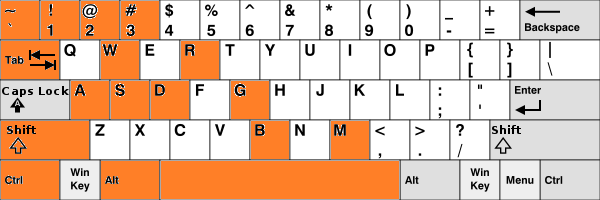 ~ ! @ # $ % ^ & * ( ) _ +
` 1 2 3 4 5 6 7 8 9 0 - = Backspace
Tab Q W E R T Y U I O P { } |
[ ] \
Caps Lock A S D F G H J K L : " Enter
A ; '
Shift Z X C V B N M < > ? Shift
, . /
Ctrl Win Key Alt Alt Win Key Menu Ctrl